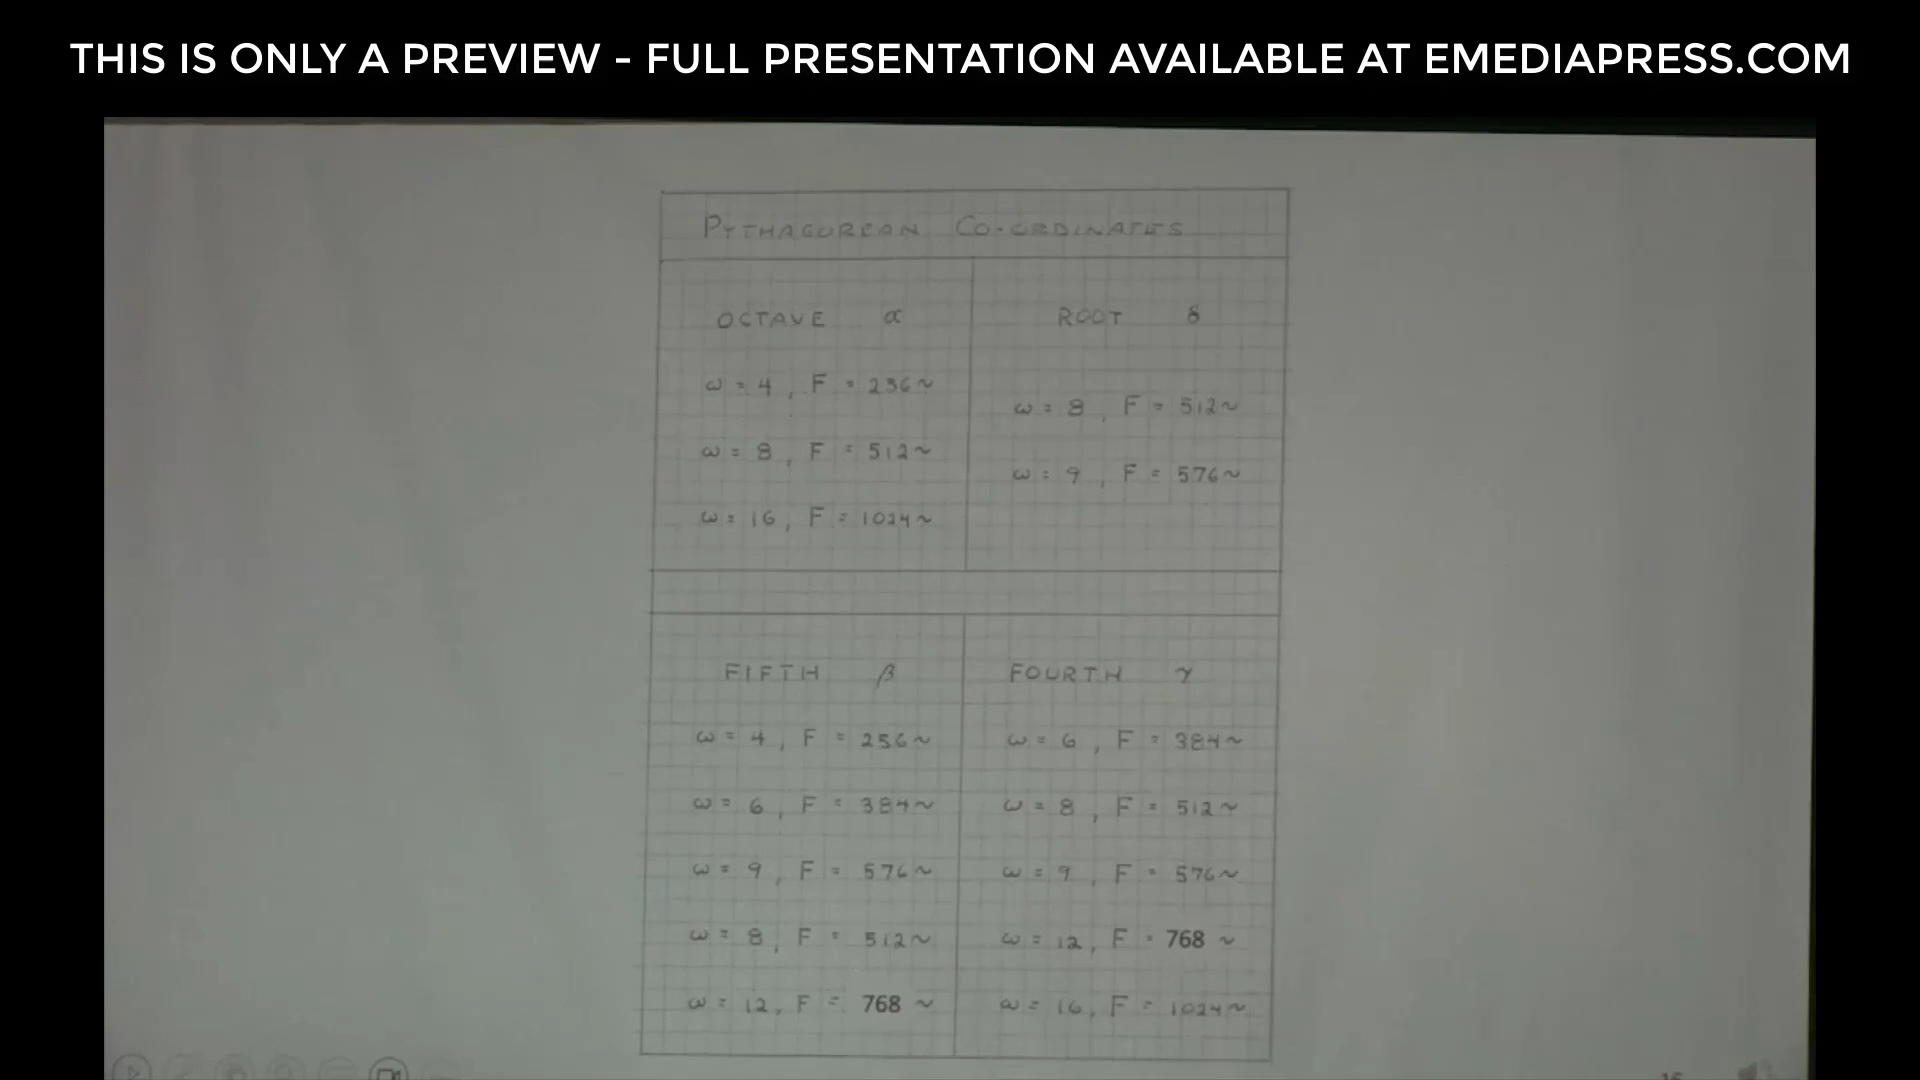 THIS IS ONLY A PREVIEW - FULL PRESENTATION AVAILABLE AT EMEDIAPRESS.COM
PYTHAGOREAN CO-ORDINATES
OCTAVE α
ω = 4, F = 256~
ω = 8, F = 512~
ω = 16, F = 1024~
ROOT δ
ω = 8, F = 512~
ω = 9, F = 576~
FIFTH β
ω = 4, F = 256~
ω = 6, F = 384~
ω = 9, F = 576~
ω = 8, F = 512~
ω = 12, F = 768 ~
FOURTH γ
ω = 6, F = 384~
ω = 8, F = 512~
ω = 9, F = 576~
ω = 12, F = 768 ~
ω = 16, F = 1024~